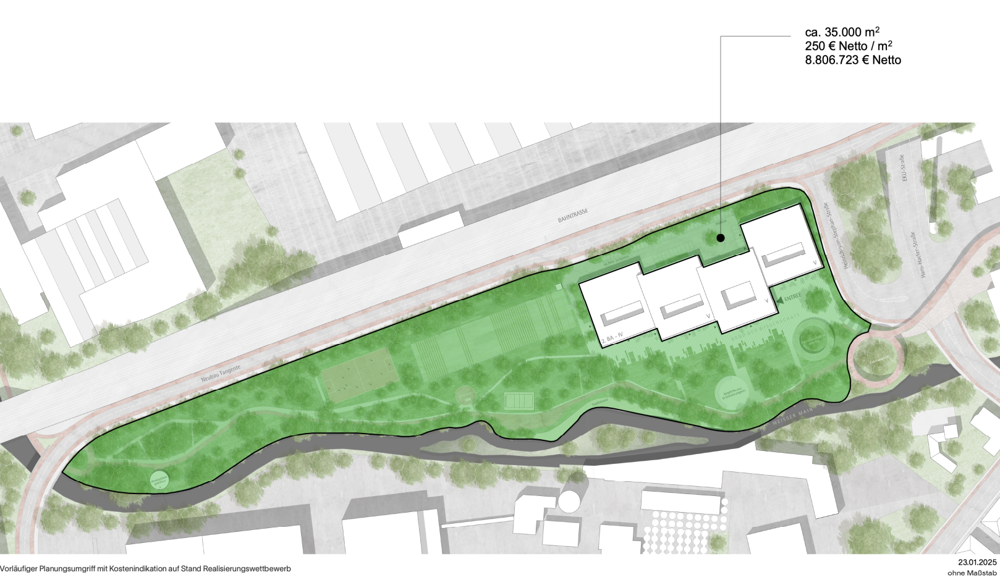 ca. 35.000 m²
250 € Netto / m²
8.806.723 € Netto
EKU-Straße
BAHNTRASSE
Heinrich-von-Stephan-Straße
Hans-Hacker-Straße
PARKEN
V
V
V
ENTREE
2. BA - IV
Neubau Tangente
Stadtstrand
WEISSER MAIN
Vorläufiger Planungsumgriff mit Kostenindikation auf Stand Realisierungswettbewerb
23.01.2025
ohne Maßstab